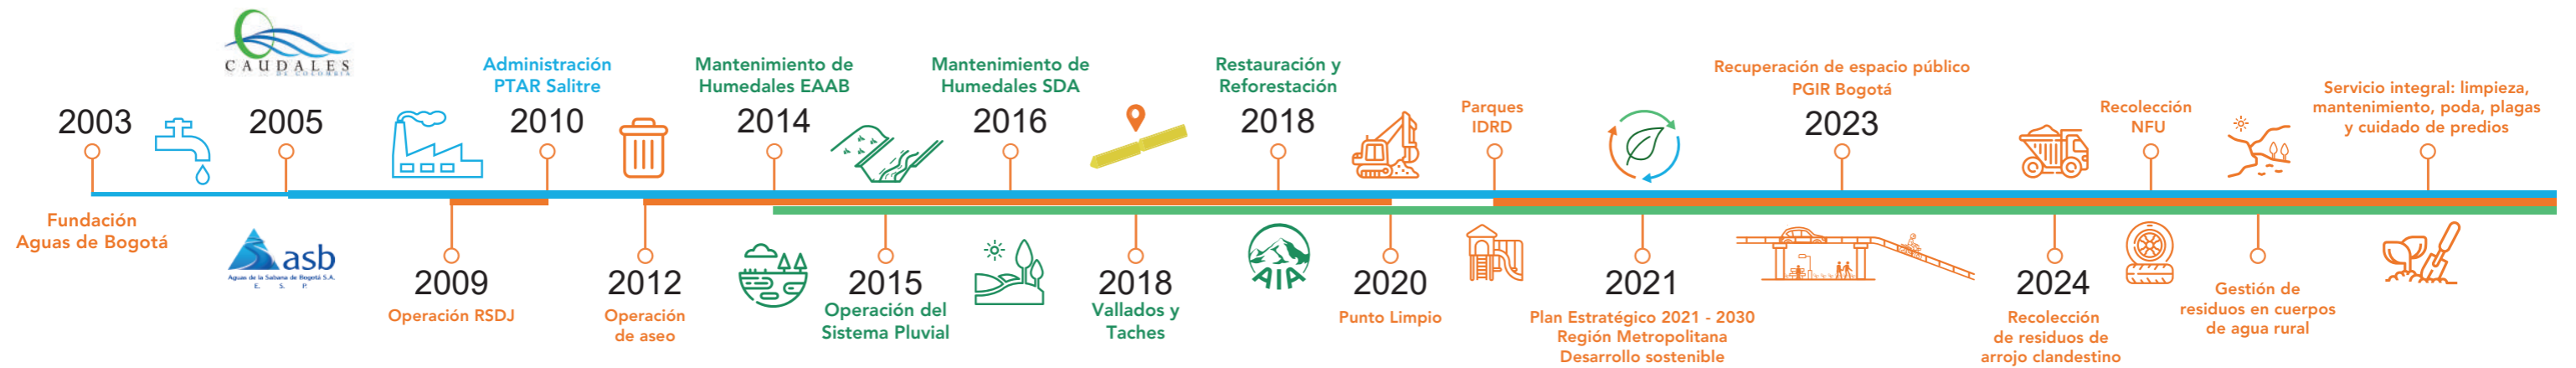 CAUDALES
DE COLOMBIA
2003
Fundación
Aguas de Bogotá
2005
asb
Aguas de la Sabana de Bogotá S.A.
E. S. P.
2009
Operación RSDJ
Administración
PTAR Salitre
2010
2012
Operación
de aseo
Mantenimiento de
Humedales EAAB
2014
2015
Operación del
Sistema Pluvial
Mantenimiento de
Humedales SDA
2016
2018
Vallados y
Taches
Restauración y
Reforestación
2018
AIA
2020
Punto Limpio
Parques
IDRD
2021
Plan Estratégico 2021 - 2030
Región Metropolitana
Desarrollo sostenible
Recuperación de espacio público
PGIR Bogotá
2023
2024
Recolección
de residuos de
arrojo clandestino
Recolección
NFU
Gestión de
residuos en cuerpos
de agua rural
Servicio integral: limpieza,
mantenimiento, poda, plagas
y cuidado de predios